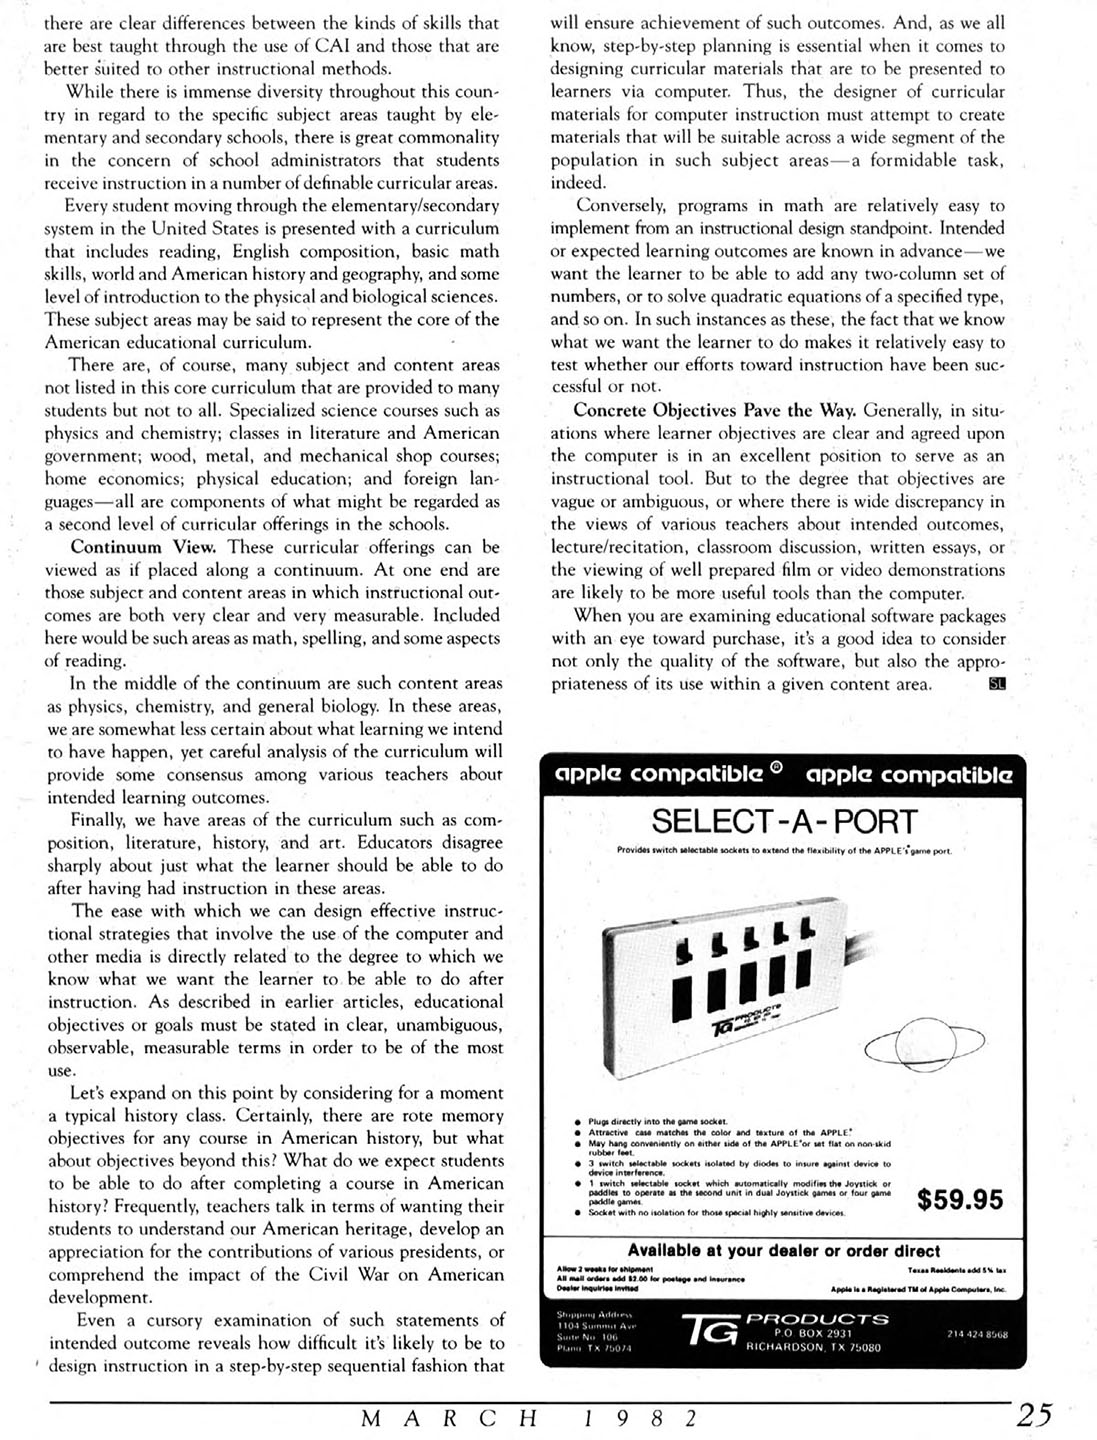 there are clear differences between the kinds of skills that
are best taught through the use of CAI and those that are
better suited to other instructional methods.
While there is immense diversity throughout this coun-
try in regard to the specific subject areas taught by ele-
mentary and secondary schools, there is great commonality
in the concern of school administrators that students
receive instruction in a number of definable curricular areas.
Every student moving through the elementary/secondary
system in the United States is presented with a curriculum
that includes reading, English composition, basic math
skills, world and American history and geography, and some
level of introduction to the physical and biological sciences.
These subject areas may be said to represent the core of the
American educational curriculum.
There are, of course, many subject and content areas
not listed in this core curriculum that are provided to many
students but not to all. Specialized science courses such as
physics and chemistry; classes in literature and American
government; wood, metal, and mechanical shop courses;
home economics; physical education; and foreign lan-
guages—all are components of what might be regarded as
a second level of curricular offerings in the schools.
Continuum View. These curricular offerings can be
viewed as if placed along a continuum. At one end are
those subject and content areas in which instructional out-
comes are both very clear and very measurable. Included
here would be such areas as math, spelling, and some aspects
of reading.
In the middle of the continuum are such content areas
as physics, chemistry, and general biology. In these areas,
we are somewhat less certain about what learning we intend
to have happen, yet careful analysis of the curriculum will
provide some consensus among various teachers about
intended learning outcomes.
Finally, we have areas of the curriculum such as com-
position, literature, history, and art. Educators disagree
sharply about just what the learner should be able to do
after having had instruction in these areas.
The ease with which we can design effective instruc-
tional strategies that involve the use of the computer and
other media is directly related to the degree to which we
know what we want the learner to be able to do after
instruction. As described in earlier articles, educational
objectives or goals must be stated in clear, unambiguous,
observable, measurable terms in order to be of the most
use.
Let's expand on this point by considering for a moment
a typical history class. Certainly, there are rote memory
objectives for any course in American history, but what
about objectives beyond this? What do we expect students
to be able to do after completing a course in American
history? Frequently, teachers talk in terms of wanting their
students to understand our American heritage, develop an
appreciation for the contributions of various presidents, or
comprehend the impact of the Civil War on American
development.
Even a cursory examination of such statements of
intended outcome reveals how difficult it's likely to be to
design instruction in a step-by-step sequential fashion that
will ensure achievement of such outcomes. And, as we all
know, step-by-step planning is essential when it comes to
designing curricular materials that are to be presented to
learners via computer. Thus, the designer of curricular
materials for computer instruction must attempt to create
materials that will be suitable across a wide segment of the
population in such subject areas—a formidable task,
indeed.
Conversely, programs in math are relatively easy to
implement from an instructional design standpoint. Intended
or expected learning outcomes are known in advance—we
want the learner to be able to add any two-column set of
numbers, or to solve quadratic equations of a specified type,
and so on. In such instances as these, the fact that we know
what we want the learner to do makes it relatively easy to
test whether our efforts toward instruction have been suc-
cessful or not.
Concrete Objectives Pave the Way. Generally, in situ-
ations where learner objectives are clear and agreed upon
the computer is in an excellent position to serve as an
instructional tool. But to the degree that objectives are
vague or ambiguous, or where there is wide discrepancy in
the views of various teachers about intended outcomes,
lecture/recitation, classroom discussion, written essays, or
the viewing of well prepared film or video demonstrations
are likely to be more useful tools than the computer.
When you are examining educational software packages
with an eye toward purchase, it's a good idea to consider
not only the quality of the software, but also the appro-
priateness of its use within a given content area. SL
apple compatible ® apple compatible
SELECT-A-PORT
Provides switch selectable sockets to extend the flexibility of the APPLE's® game port.
TG PRODUCTS
• Plugs directly into the game socket.
• Attractive case matches the color and texture of the APPLE.®
• May hang conveniently on either side of the APPLE® or set flat on non-skid
rubber feet.
• 3 switch selectable sockets isolated by diodes to insure against device to
device interference.
• 1 switch selectable socket which automatically modifies the Joystick or
paddles to operate as the second unit in dual Joystick games or four game
paddle games.
• Socket with no isolation for those special highly sensitive devices.
$59.95
Available at your dealer or order direct
Allow 2 weeks for shipment
All mail orders add $2.00 for postage and insurance
Dealer inquiries invited
Texas Residents add 5% tax
Apple is a Registered TM of Apple Computers, Inc.
Shipping Address
1104 Summit Ave
Suite No 106
Plano TX 75074
TG PRODUCTS
P.O. BOX 2931
RICHARDSON, TX 75080
214 424 8568
MARCH 1982
25